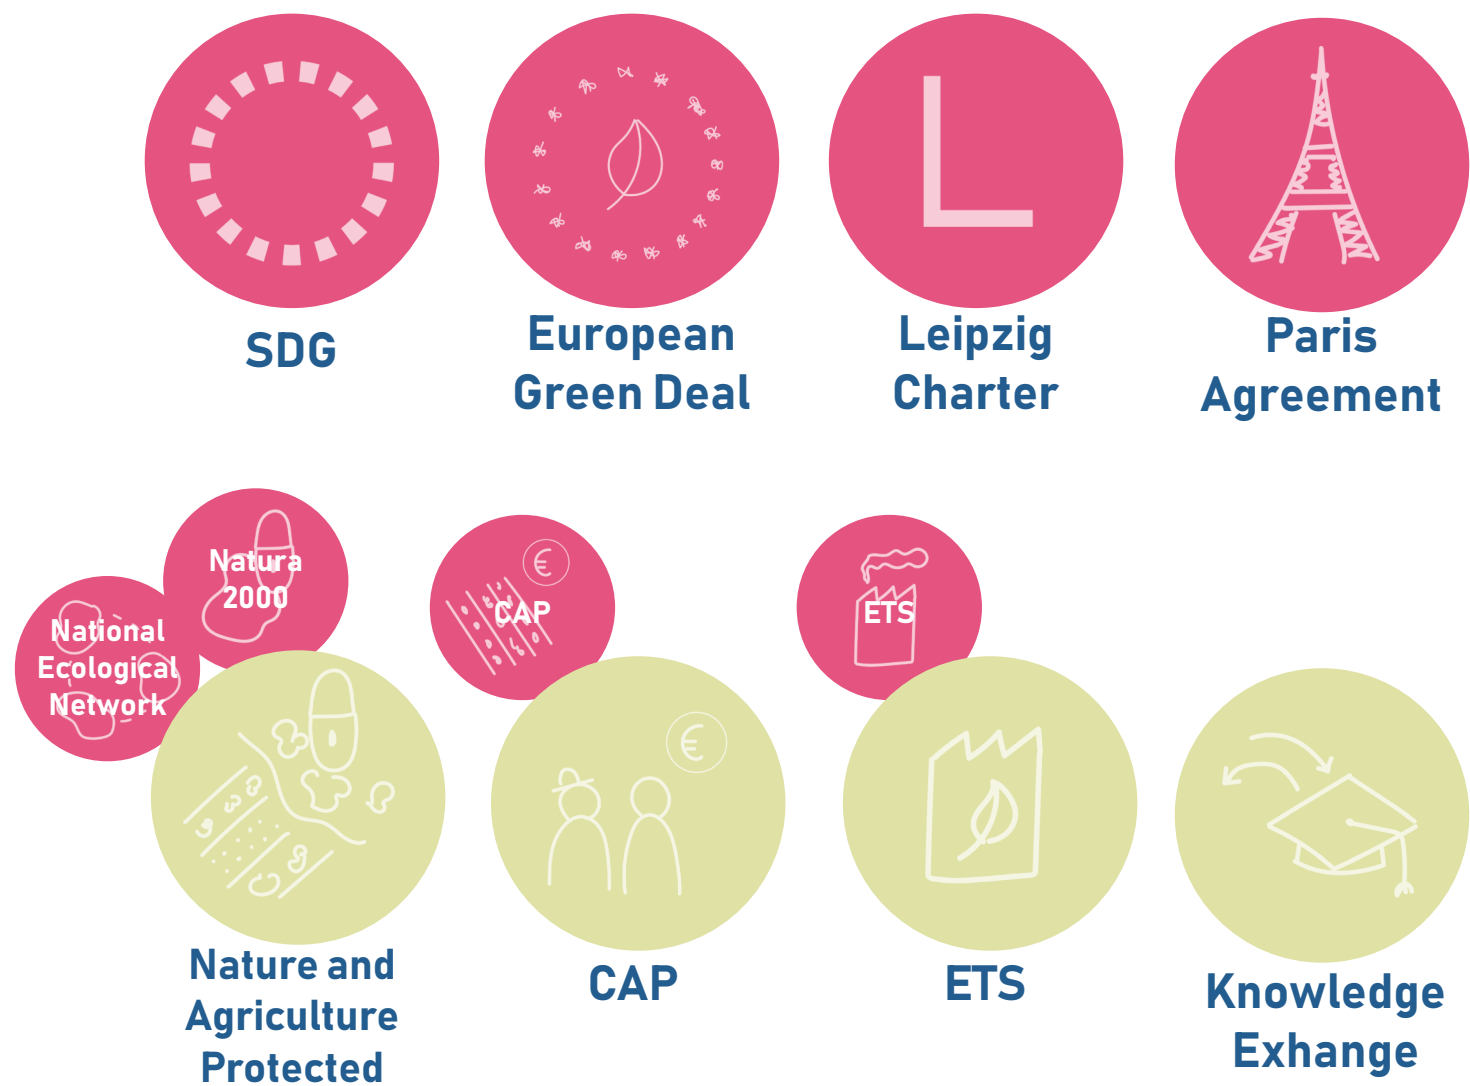 SDG
European
Green Deal
Leipzig
Charter
Paris
Agreement
National
Ecological
Network
Natura
2000
CAP
€
ETS
€
Nature and
Agriculture
Protected
CAP
ETS
Knowledge
Exhange